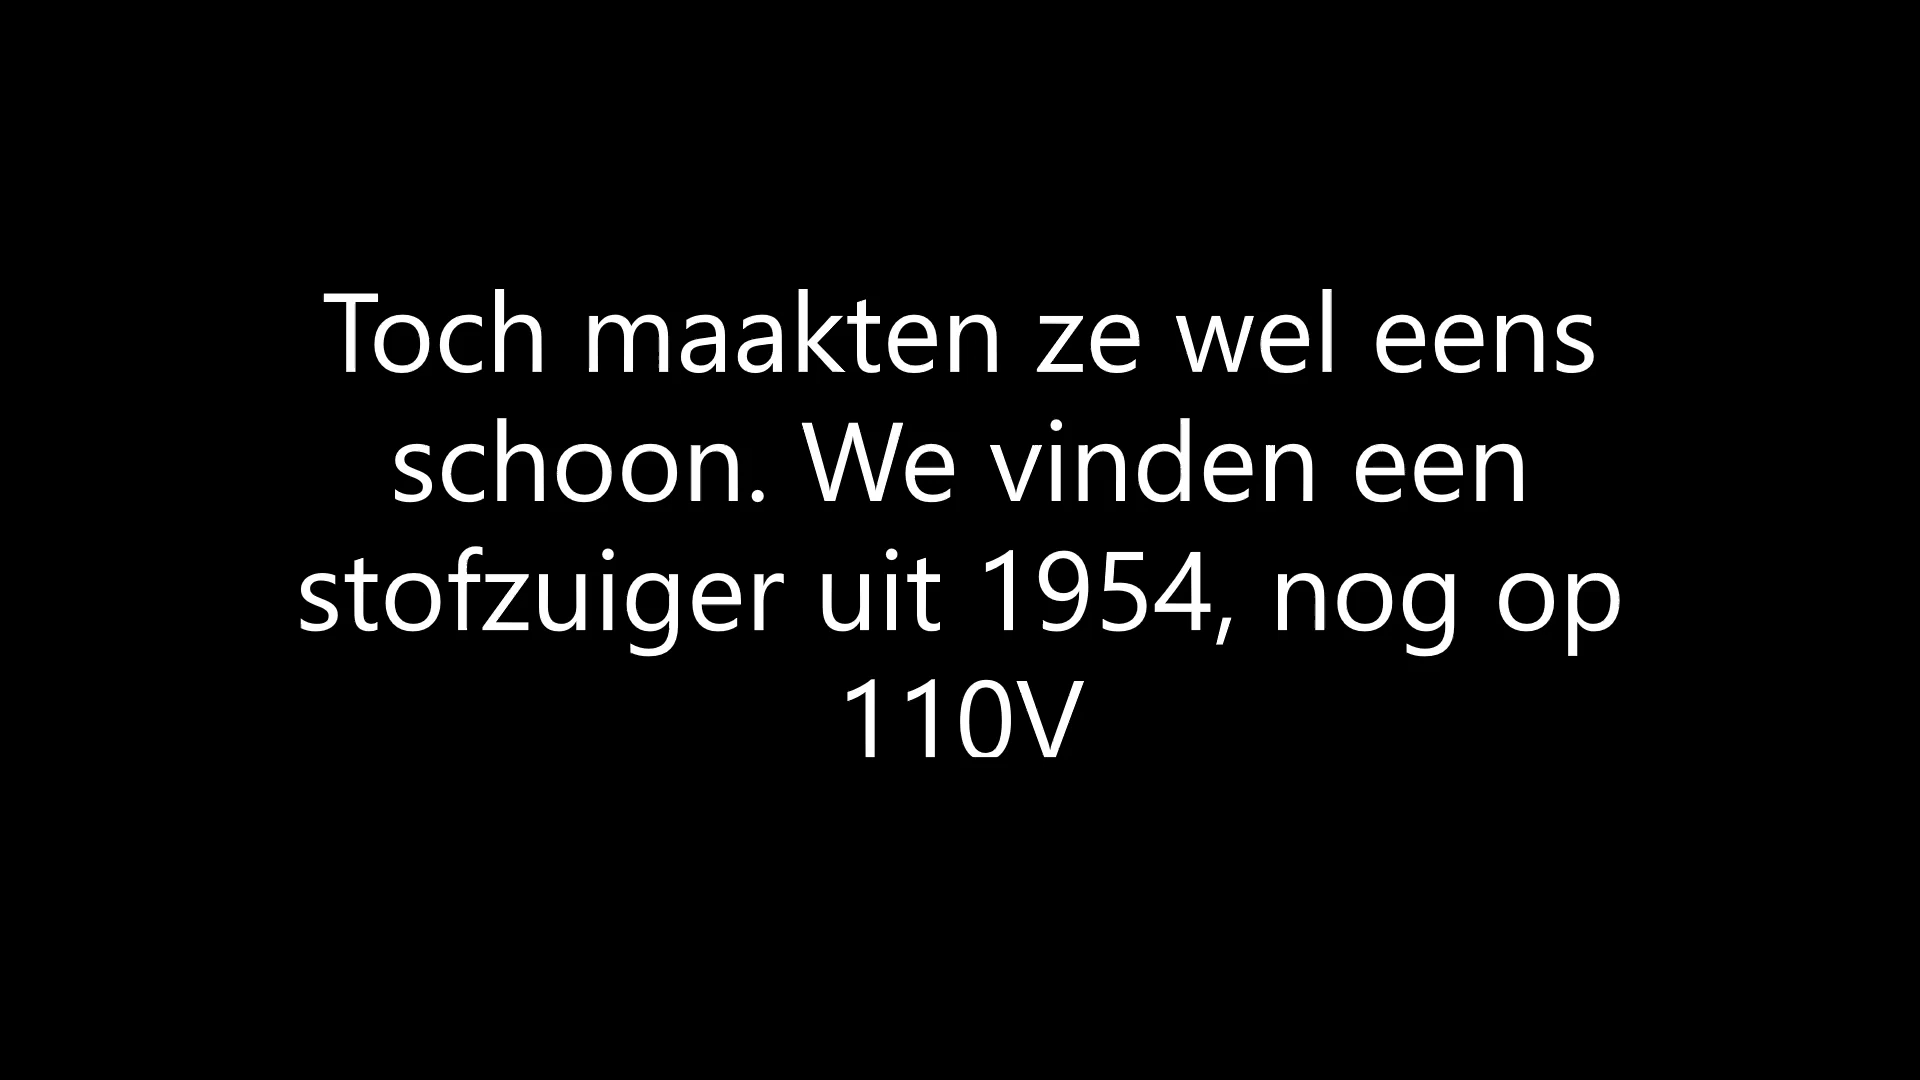 Toch maakten ze wel eens
schoon. We vinden een
stofzuiger uit 1954, nog op
110V